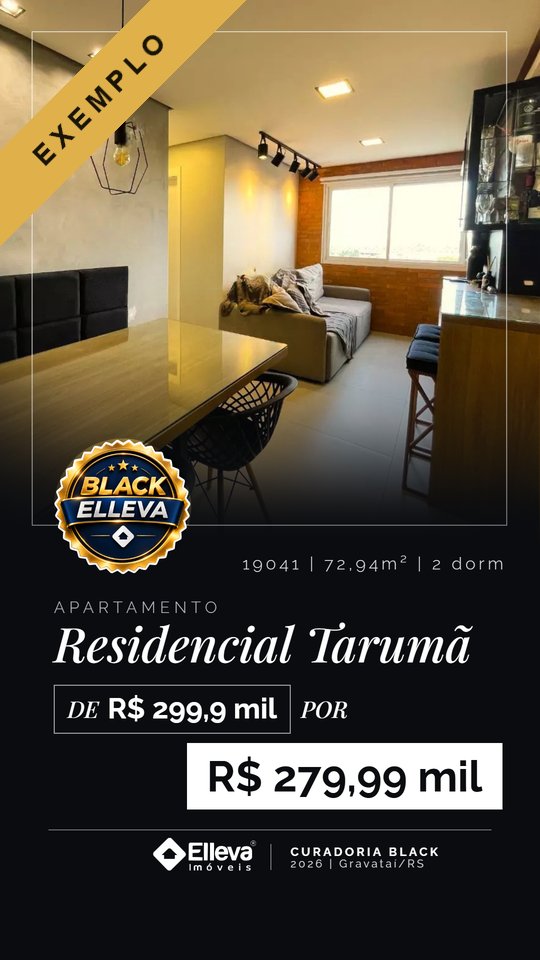 EXEMPLO
BLACK
ELLEVA
19041 | 72,94m² | 2 dorm
APARTAMENTO
Residencial Tarumã
DE R$ 299,9 mil POR
R$ 279,99 mil
Elleva®
Imóveis
CURADORIA BLACK
2026 | Gravataí/RS